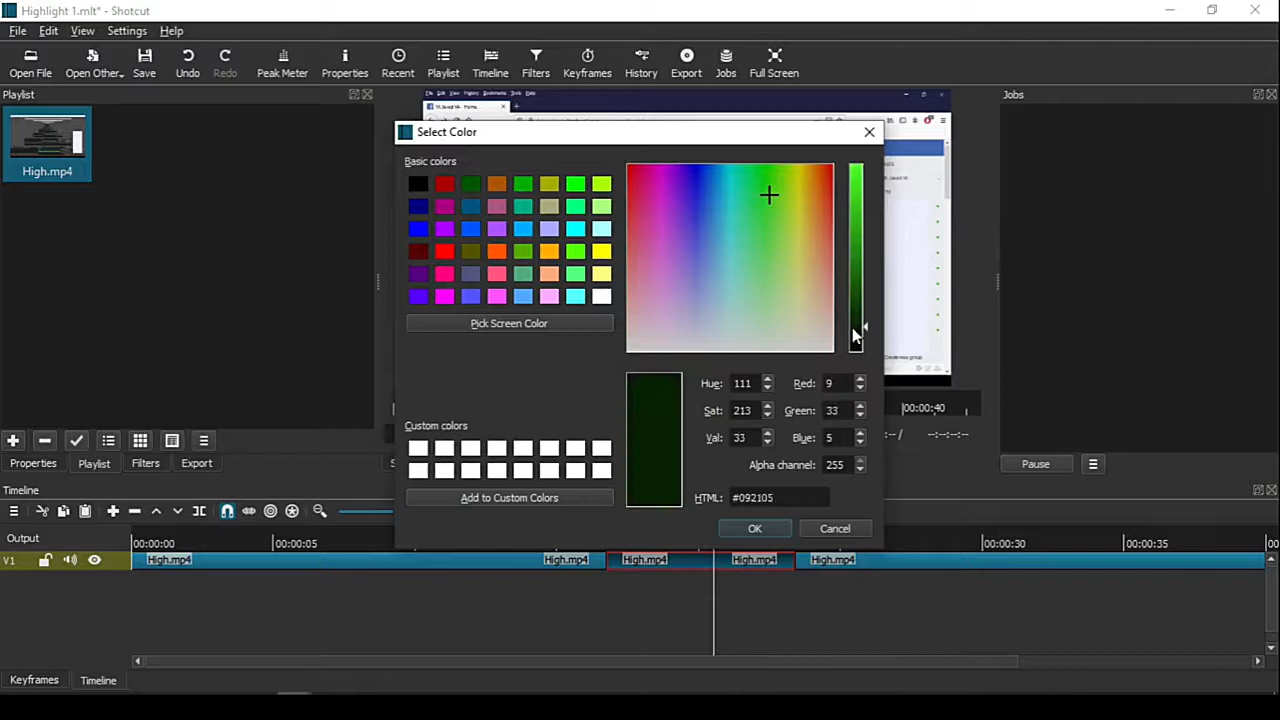 Highlight 1.mlt* - Shotcut
File Edit View Settings Help
Open File Open Other.. Save Undo Redo Peak Meter Properties Recent Playlist Timeline Filters Keyframes History Export Jobs Full Screen
Playlist
Jobs
High.mp4
Select Color
Basic colors
Pick Screen Color
Hue: 111 Red: 9
Sat: 213 Green: 33
Val: 33 Blue: 5
Alpha channel: 255
Custom colors
Add to Custom Colors
HTML: #092105
OK Cancel
Create new group
00:00:40
/ --:--:--
Properties Playlist Filters Export
Pause
Timeline
Output
00:00:00 00:00:05 00:00:30 00:00:35 00
V1 High.mp4 High.mp4 High.mp4 High.mp4 High.mp4
Keyframes Timeline